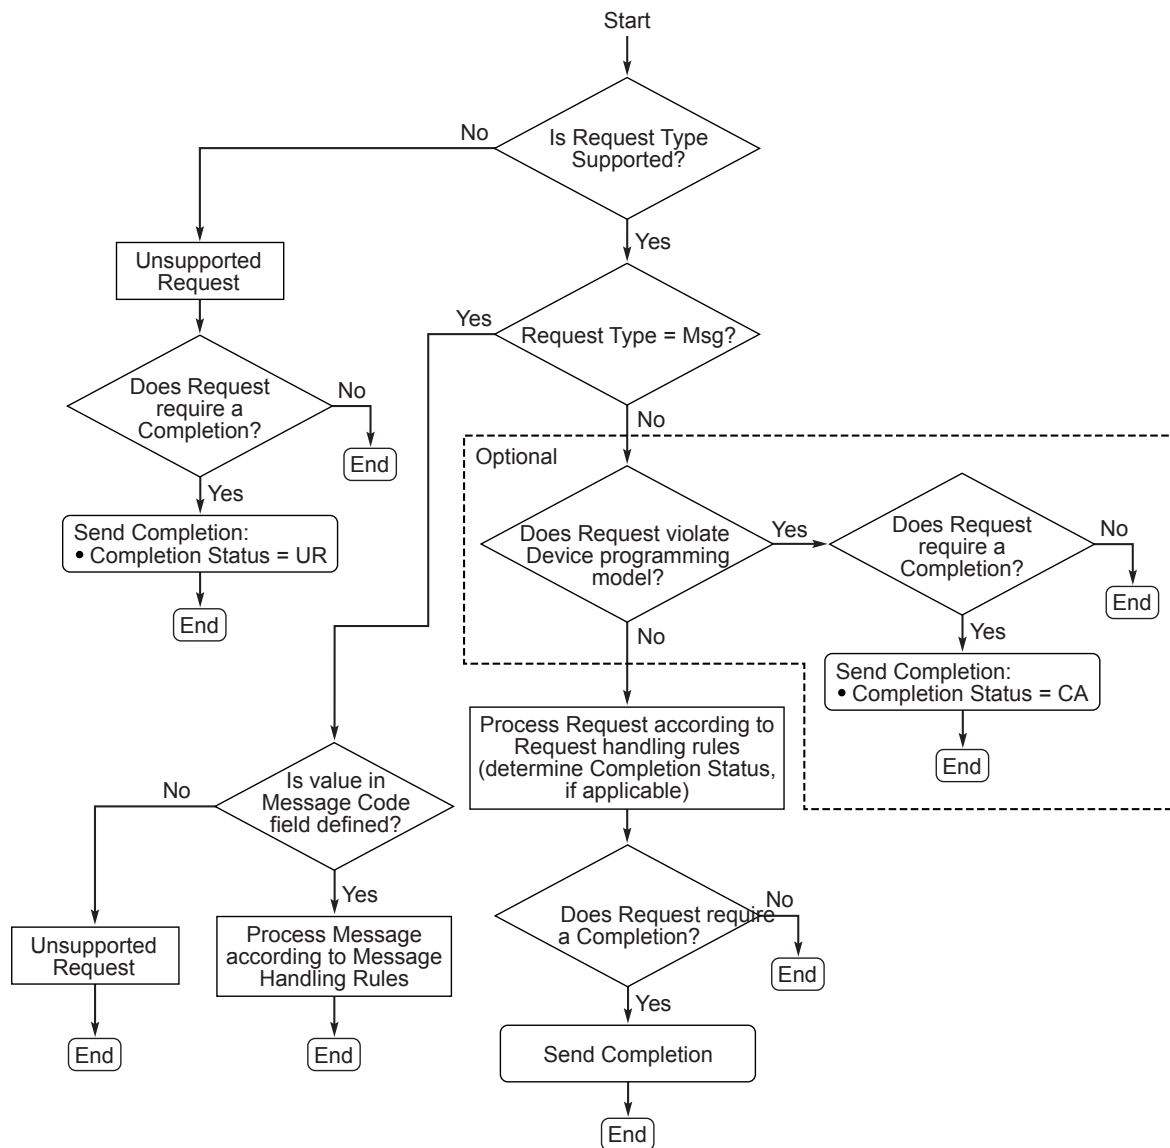 Start
Is Request Type
Supported?
No
Yes
Unsupported
Request
Request Type = Msg?
Yes
No
Does Request
require a
Completion?
No
End
Yes
Send Completion:
• Completion Status = UR
End
Optional
Does Request violate
Device programming
model?
Yes
Does Request
require a
Completion?
No
End
Yes
Send Completion:
• Completion Status = CA
End
No
Process Request according to
Request handling rules
(determine Completion Status,
if applicable)
Is value in
Message Code
field defined?
No
Yes
Unsupported
Request
End
Process Message
according to Message
Handling Rules
End
Does Request require
a Completion?
No
End
Yes
Send Completion
End